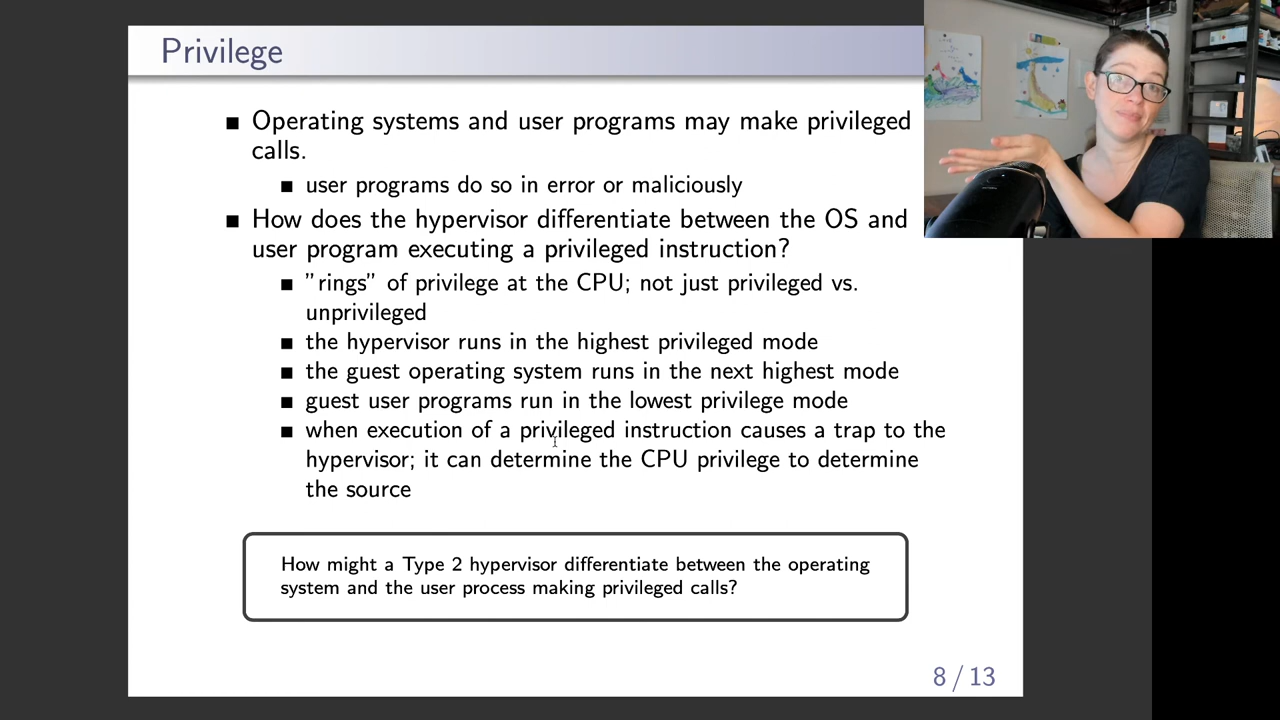 Privilege
Operating systems and user programs may make privileged
calls.
user programs do so in error or maliciously
How does the hypervisor differentiate between the OS and
user program executing a privileged instruction?
”rings” of privilege at the CPU; not just privileged vs.
unprivileged
the hypervisor runs in the highest privileged mode
the guest operating system runs in the next highest mode
guest user programs run in the lowest privilege mode
when execution of a privileged instruction causes a trap to the
hypervisor; it can determine the CPU privilege to determine
the source
How might a Type 2 hypervisor differentiate between the operating
system and the user process making privileged calls?
8 / 13